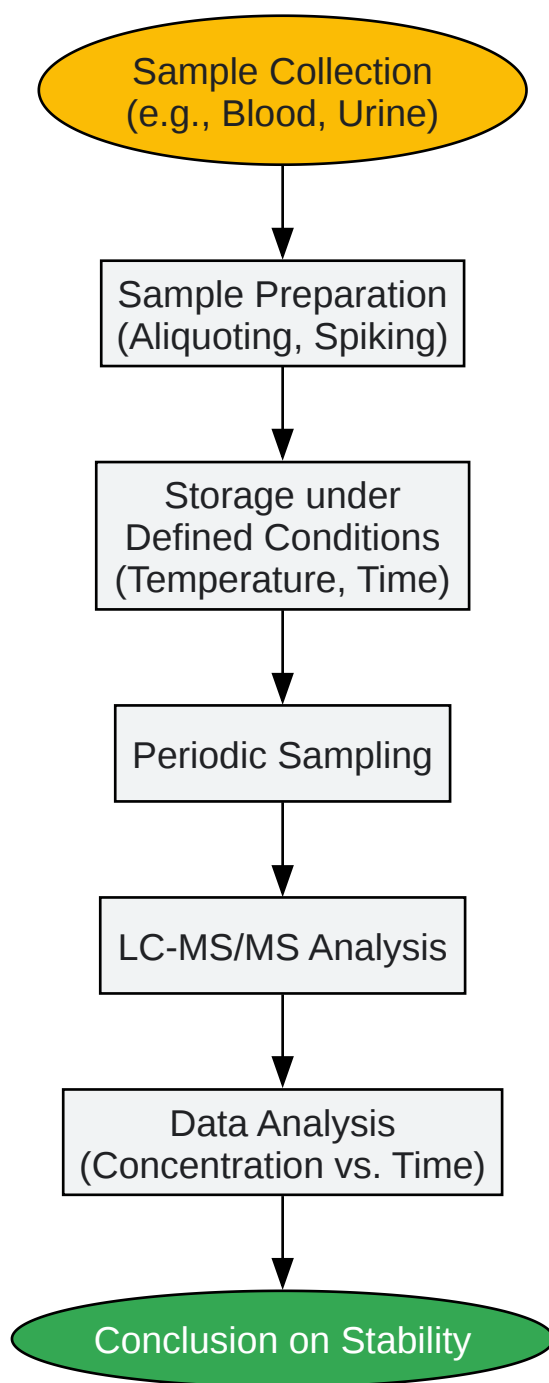 Sample Collection
(e.g., Blood, Urine)
Sample Preparation
(Aliquoting, Spiking)
Storage under
Defined Conditions
(Temperature, Time)
Periodic Sampling
LC-MS/MS Analysis
Data Analysis
(Concentration vs. Time)
Conclusion on Stability